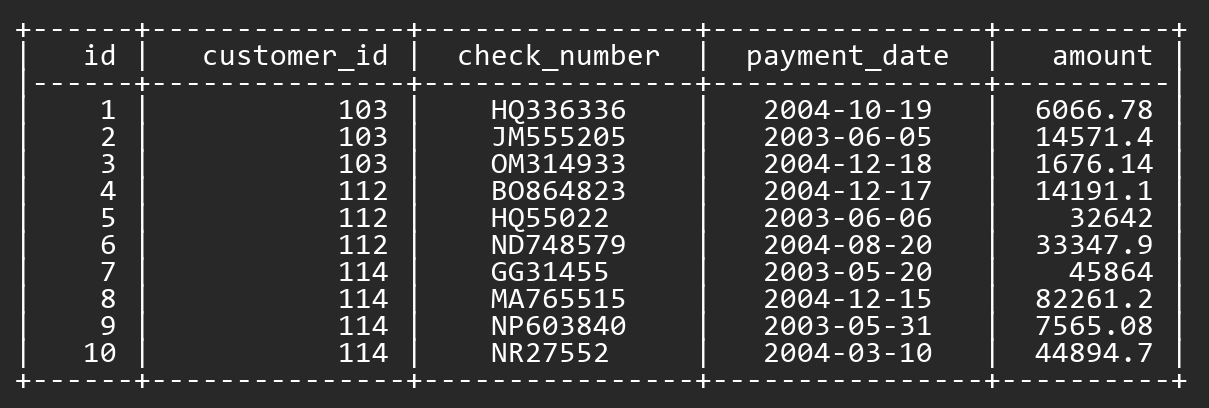 +------+---------------+----------------+----------------+----------+
|   id |   customer_id |  check_number  |  payment_date  |   amount |
|------+---------------+----------------+----------------+----------|
|    1 |           103 |    HQ336336    |   2004-10-19   |  6066.78 |
|    2 |           103 |    JM555205    |   2003-06-05   |  14571.4 |
|    3 |           103 |    OM314933    |   2004-12-18   |  1676.14 |
|    4 |           112 |    BO864823    |   2004-12-17   |  14191.1 |
|    5 |           112 |    HQ55022     |   2003-06-06   |    32642 |
|    6 |           112 |    ND748579    |   2004-08-20   |  33347.9 |
|    7 |           114 |    GG31455     |   2003-05-20   |    45864 |
|    8 |           114 |    MA765515    |   2004-12-15   |  82261.2 |
|    9 |           114 |    NP603840    |   2003-05-31   |  7565.08 |
|   10 |           114 |    NR27552     |   2004-03-10   |  44894.7 |
+------+---------------+----------------+----------------+----------+